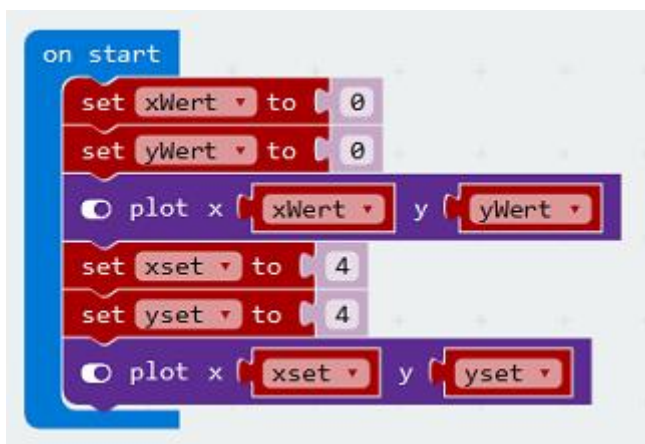 on start
set xWert to 0
set yWert to 0
plot x xWert y yWert
set xset to 4
set yset to 4
plot x xset y yset